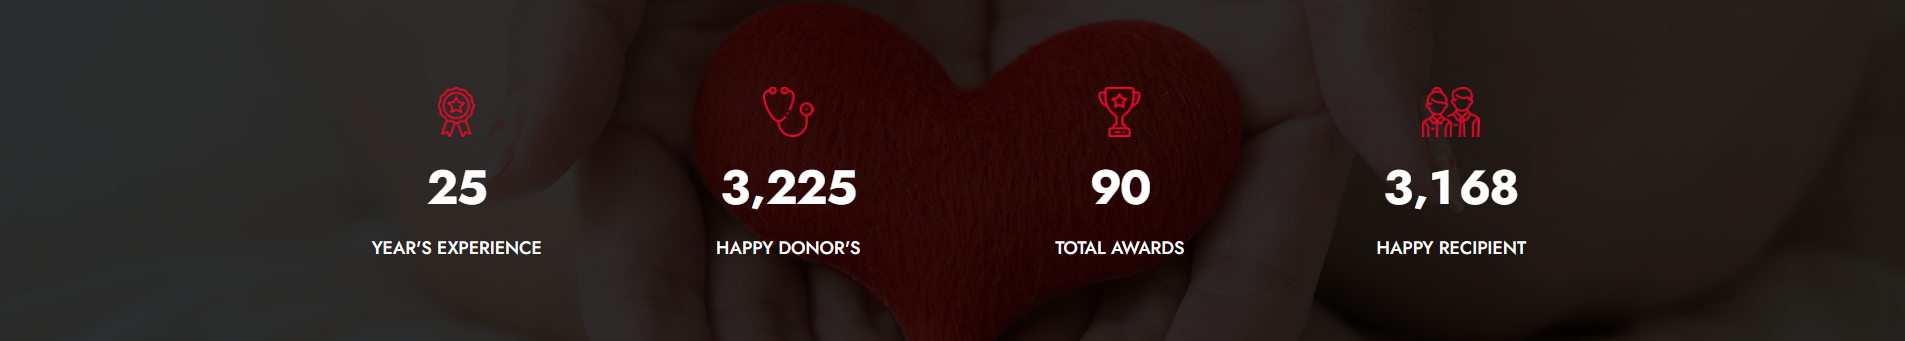 25 3,225 90 3,168
YEAR'S EXPERIENCE HAPPY DONOR'S TOTAL AWARDS HAPPY RECIPIENT